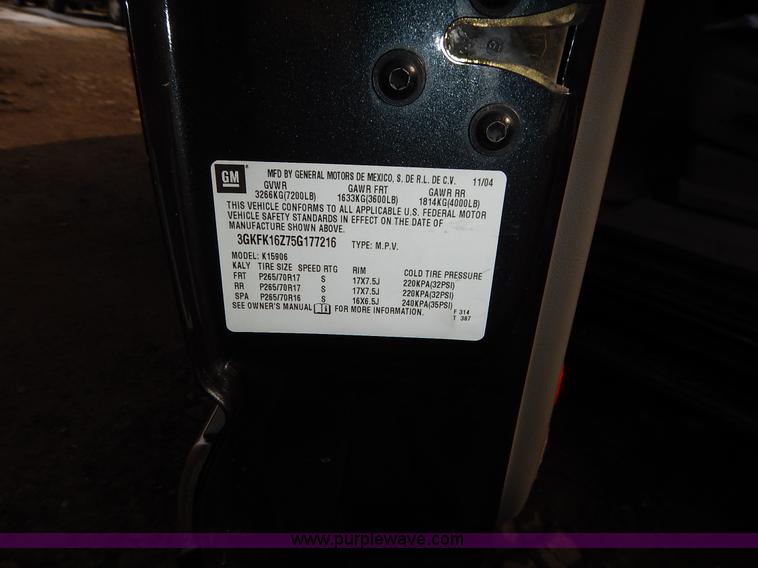 GM
MFD BY GENERAL MOTORS DE MEXICO, S. DE R.L. DE C.V. 11/04
GVWR GAWR FRT GAWR RR
3266KG(7200LB) 1633KG(3600LB) 1814KG(4000LB)
THIS VEHICLE CONFORMS TO ALL APPLICABLE U.S. FEDERAL MOTOR
VEHICLE SAFETY STANDARDS IN EFFECT ON THE DATE OF
MANUFACTURE SHOWN ABOVE.
3GKFK16Z75G177216 TYPE: M.P.V.
MODEL: K15906
KALY TIRE SIZE SPEED RTG RIM COLD TIRE PRESSURE
FRT P265/70R17 S 17X7.5J 220KPA(32PSI)
RR P265/70R17 S 17X7.5J 220KPA(32PSI)
SPA P265/70R16 S 16X6.5J 240KPA(35PSI)
SEE OWNER'S MANUAL FOR MORE INFORMATION.
F 314
T 387
www.purplewave.com